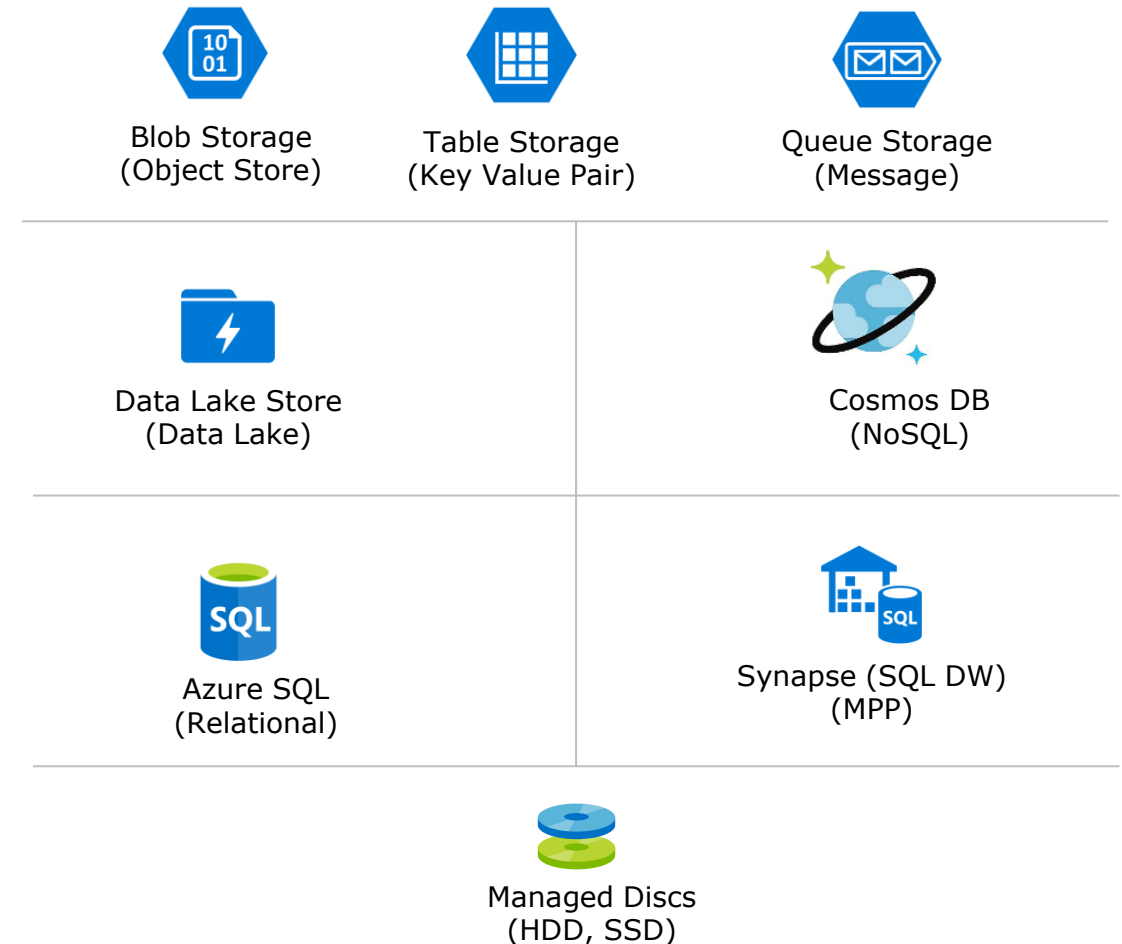 10
01
Blob Storage
(Object Store)
Table Storage
(Key Value Pair)
Queue Storage
(Message)
Data Lake Store
(Data Lake)
Cosmos DB
(NoSQL)
SQL
Azure SQL
(Relational)
SQL
Synapse (SQL DW)
(MPP)
Managed Discs
(HDD, SSD)